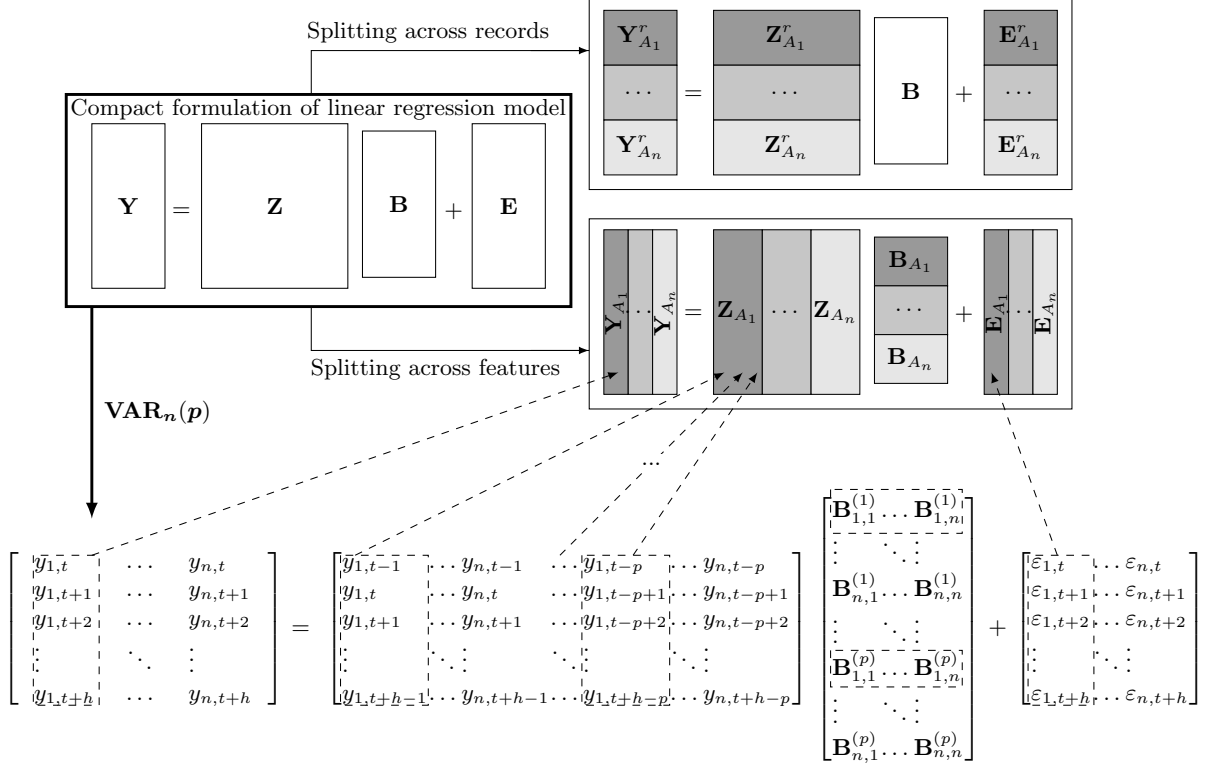 Splitting across records
Y^r_{A_1} Z^r_{A_1} E^r_{A_1}
… = … B + …
Y^r_{A_n} Z^r_{A_n} E^r_{A_n}
Compact formulation of linear regression model
Y = Z B + E
Splitting across features
Y_{A_1} … Y_{A_n} = Z_{A_1} … Z_{A_n} B_{A_1} … B_{A_n} + E_{A_1} … E_{A_n}
VAR_n(p)
...
y_{1,t} … y_{n,t}
y_{1,t+1} … y_{n,t+1}
y_{1,t+2} … y_{n,t+2}
⋮ ⋱ ⋮
y_{1,t+h} … y_{n,t+h}
=
y_{1,t−1} … y_{n,t−1} … y_{1,t−p} … y_{n,t−p}
y_{1,t} … y_{n,t} … y_{1,t−p+1} … y_{n,t−p+1}
y_{1,t+1} … y_{n,t+1} … y_{1,t−p+2} … y_{n,t−p+2}
⋮ ⋱ ⋮ ⋱ ⋮ ⋱ ⋮
y_{1,t+h−1} … y_{n,t+h−1} … y_{1,t+h−p} … y_{n,t+h−p}
B^{(1)}_{1,1} … B^{(1)}_{1,n}
⋮ ⋱ ⋮
B^{(1)}_{n,1} … B^{(1)}_{n,n}
⋮ ⋱ ⋮
B^{(p)}_{1,1} … B^{(p)}_{1,n}
⋮ ⋱ ⋮
B^{(p)}_{n,1} … B^{(p)}_{n,n}
+
ε_{1,t} … ε_{n,t}
ε_{1,t+1} … ε_{n,t+1}
ε_{1,t+2} … ε_{n,t+2}
⋮ ⋱ ⋮
ε_{1,t+h} … ε_{n,t+h}